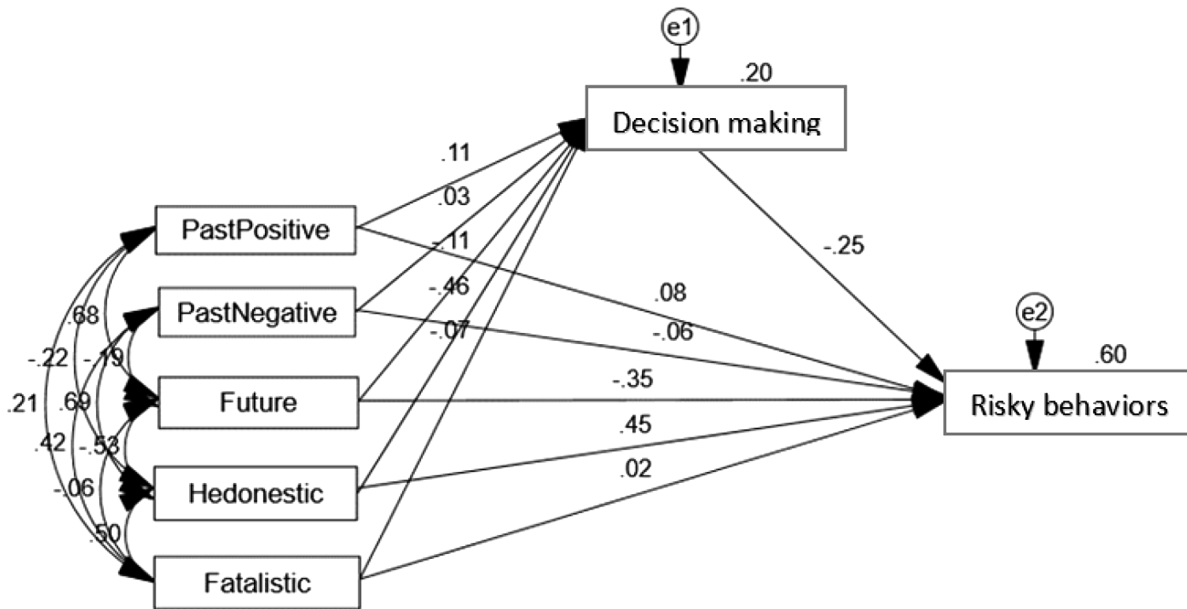 e1
.20
Decision making
.11
.03
-.11
-.46
-.07
-.25
PastPositive
PastNegative
Future
Hedonestic
Fatalistic
.68
-.22
-.19
.21
.69
.42
-.53
-.06
.50
.08
-.06
-.35
.45
.02
e2
.60
Risky behaviors